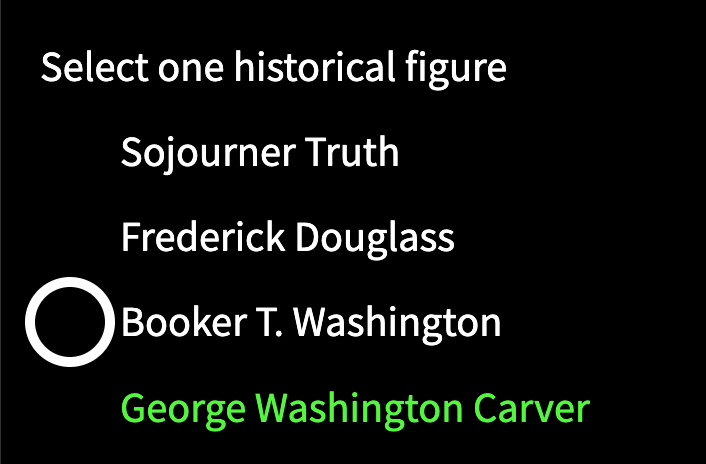 Select one historical figure
Sojourner Truth
Frederick Douglass
Booker T. Washington
George Washington Carver